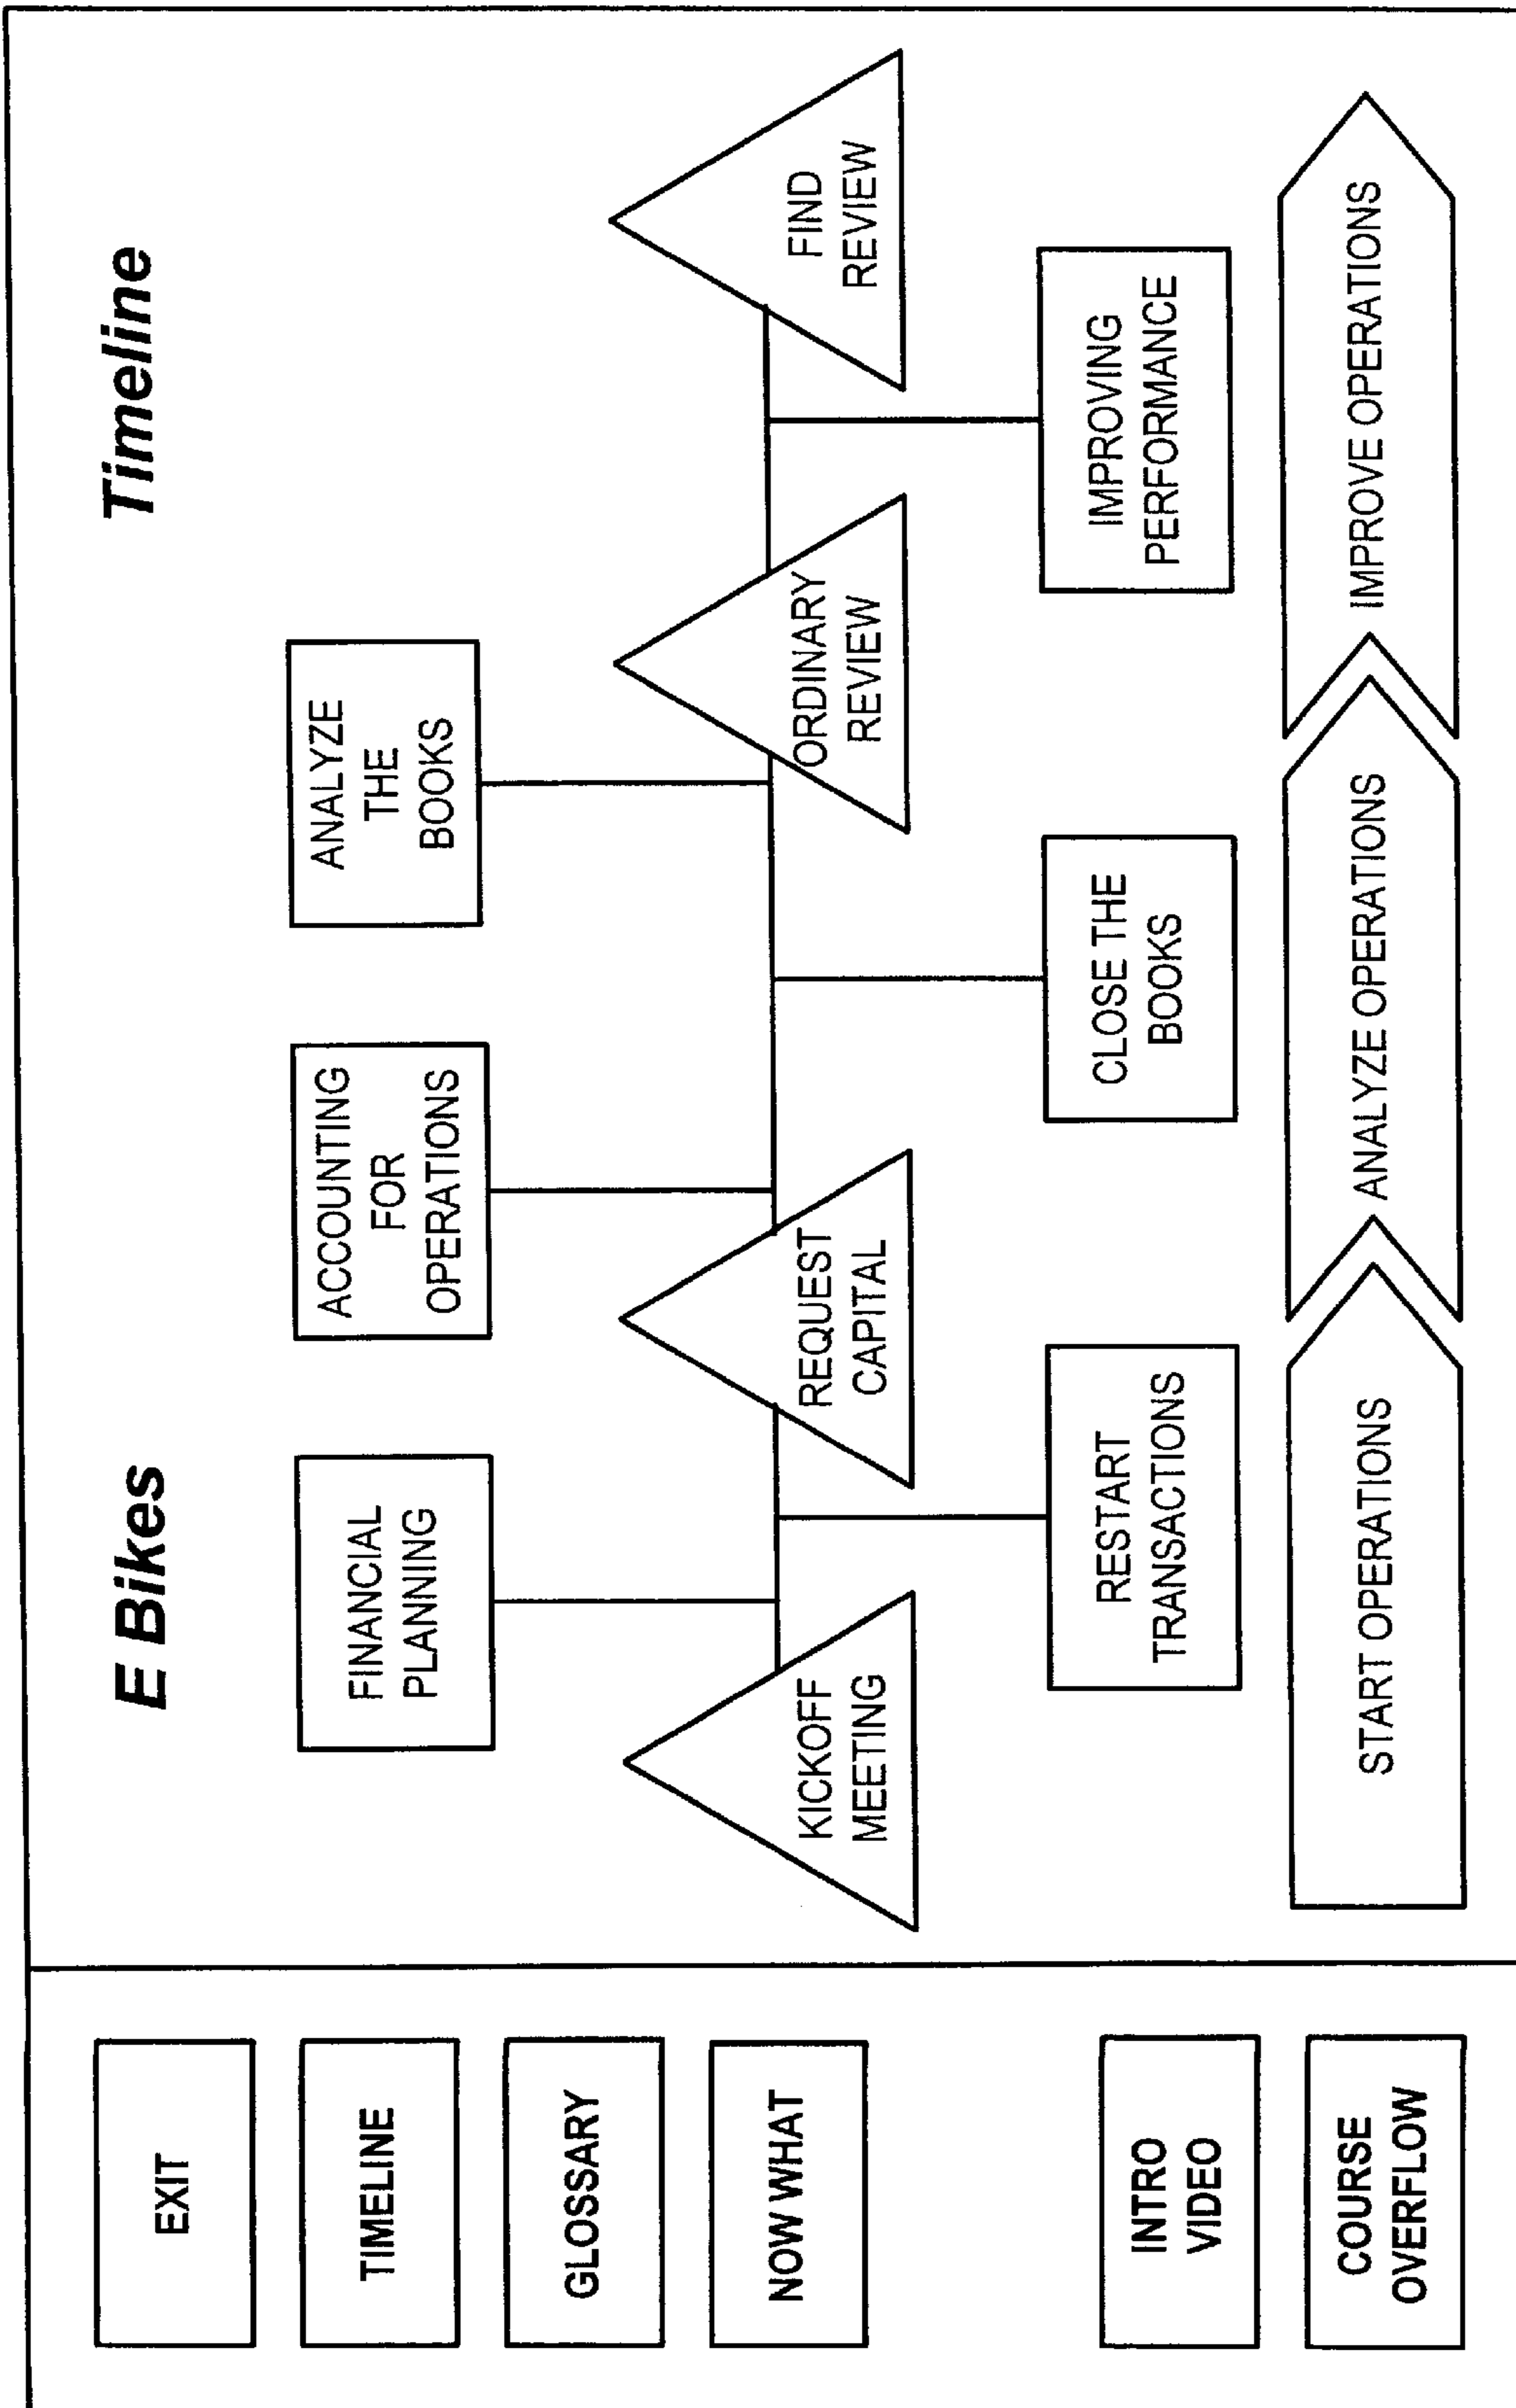 EXIT
TIMELINE
GLOSSARY
NOW WHAT
INTRO
VIDEO
COURSE
OVERFLOW
E Bikes
Timeline
FINANCIAL
PLANNING
ACCOUNTING
FOR
OPERATIONS
ANALYZE
THE
BOOKS
KICKOFF
MEETING
REQUEST
CAPITAL
ORDINARY
REVIEW
FIND
REVIEW
RESTART
TRANSACTIONS
CLOSE THE
BOOKS
IMPROVING
PERFORMANCE
START OPERATIONS
ANALYZE OPERATIONS
IMPROVE OPERATIONS